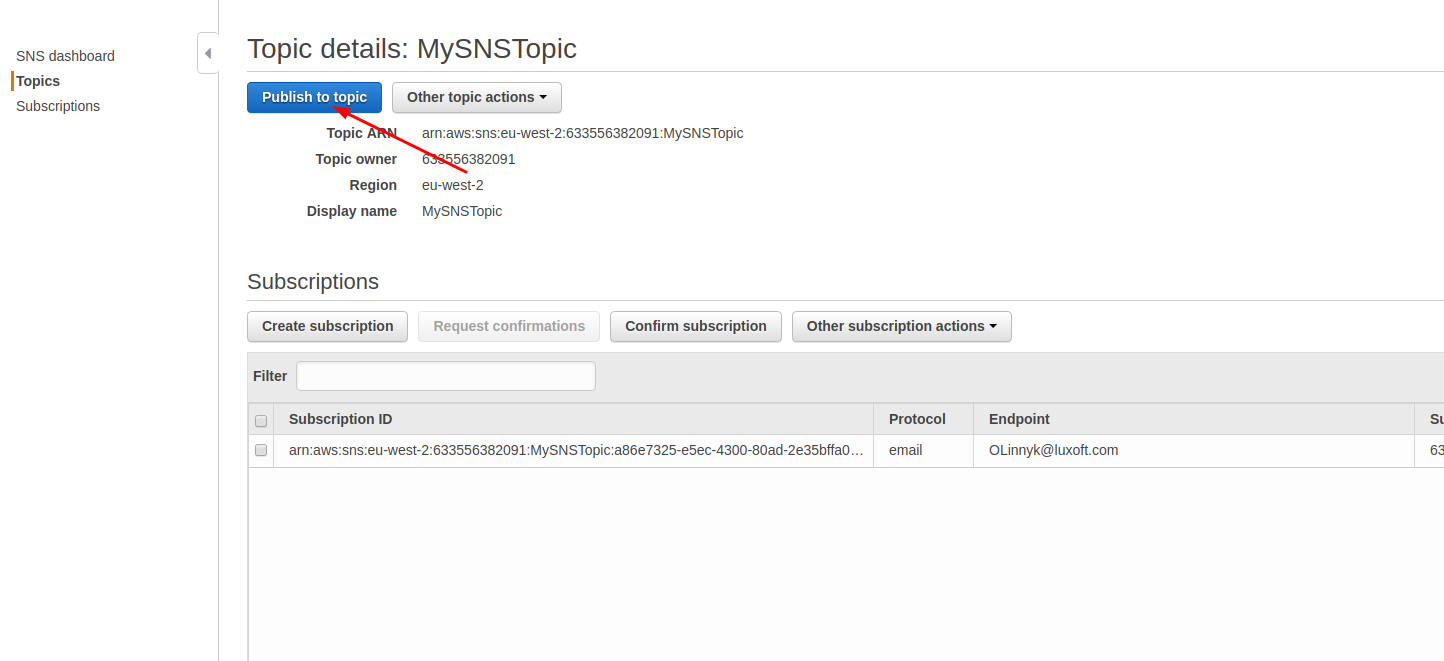 SNS dashboard
Topics
Subscriptions
Topic details: MySNSTopic
Publish to topic
Other topic actions
Topic ARN arn:aws:sns:eu-west-2:633556382091:MySNSTopic
Topic owner 633556382091
Region eu-west-2
Display name MySNSTopic
Subscriptions
Create subscription Request confirmations Confirm subscription Other subscription actions
Filter
Subscription ID Protocol Endpoint Su
arn:aws:sns:eu-west-2:633556382091:MySNSTopic:a86e7325-e5ec-4300-80ad-2e35bffa0… email OLinnyk@luxoft.com 63